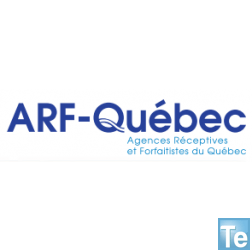 ARF-Québec
Agences Réceptives
et Forfaitistes du Québec
Te